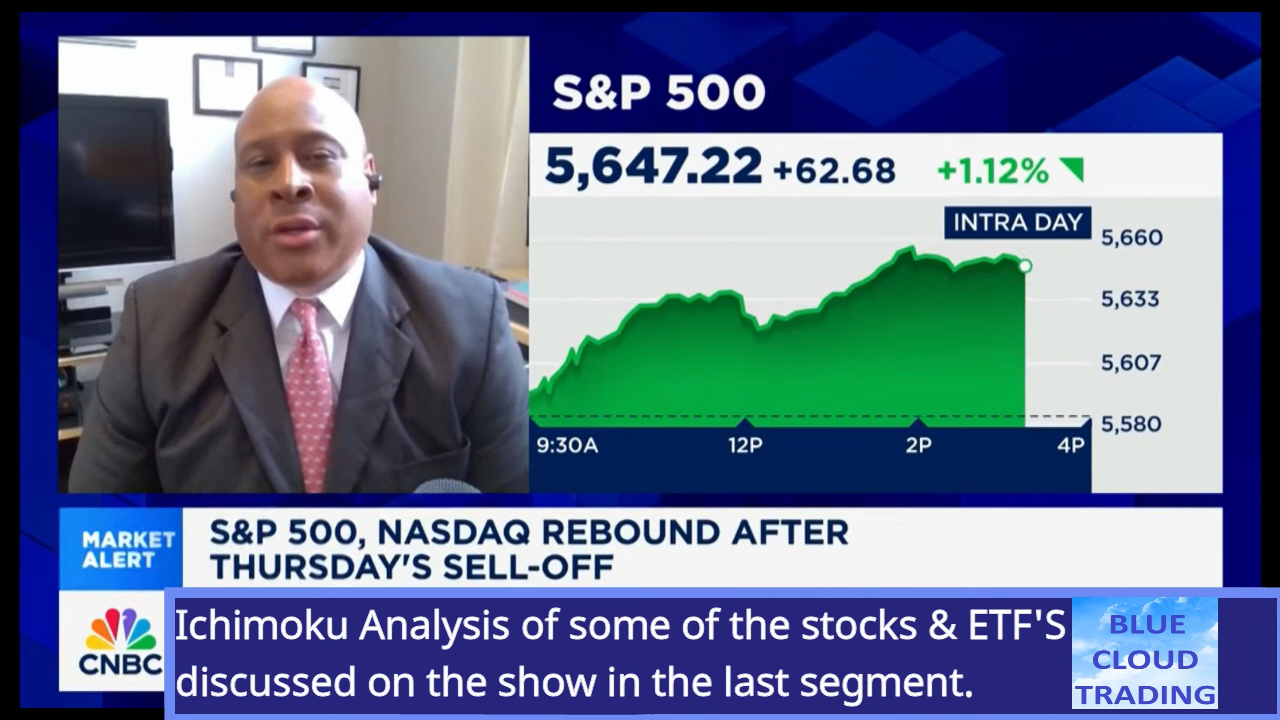 S&P 500
5,647.22 +62.68 +1.12%
INTRA DAY
5,660
5,633
5,607
5,580
9:30A 12P 2P 4P
MARKET
ALERT
S&P 500, NASDAQ REBOUND AFTER
THURSDAY'S SELL-OFF
CNBC
Ichimoku Analysis of some of the stocks & ETF'S
discussed on the show in the last segment.
BLUE
CLOUD
TRADING